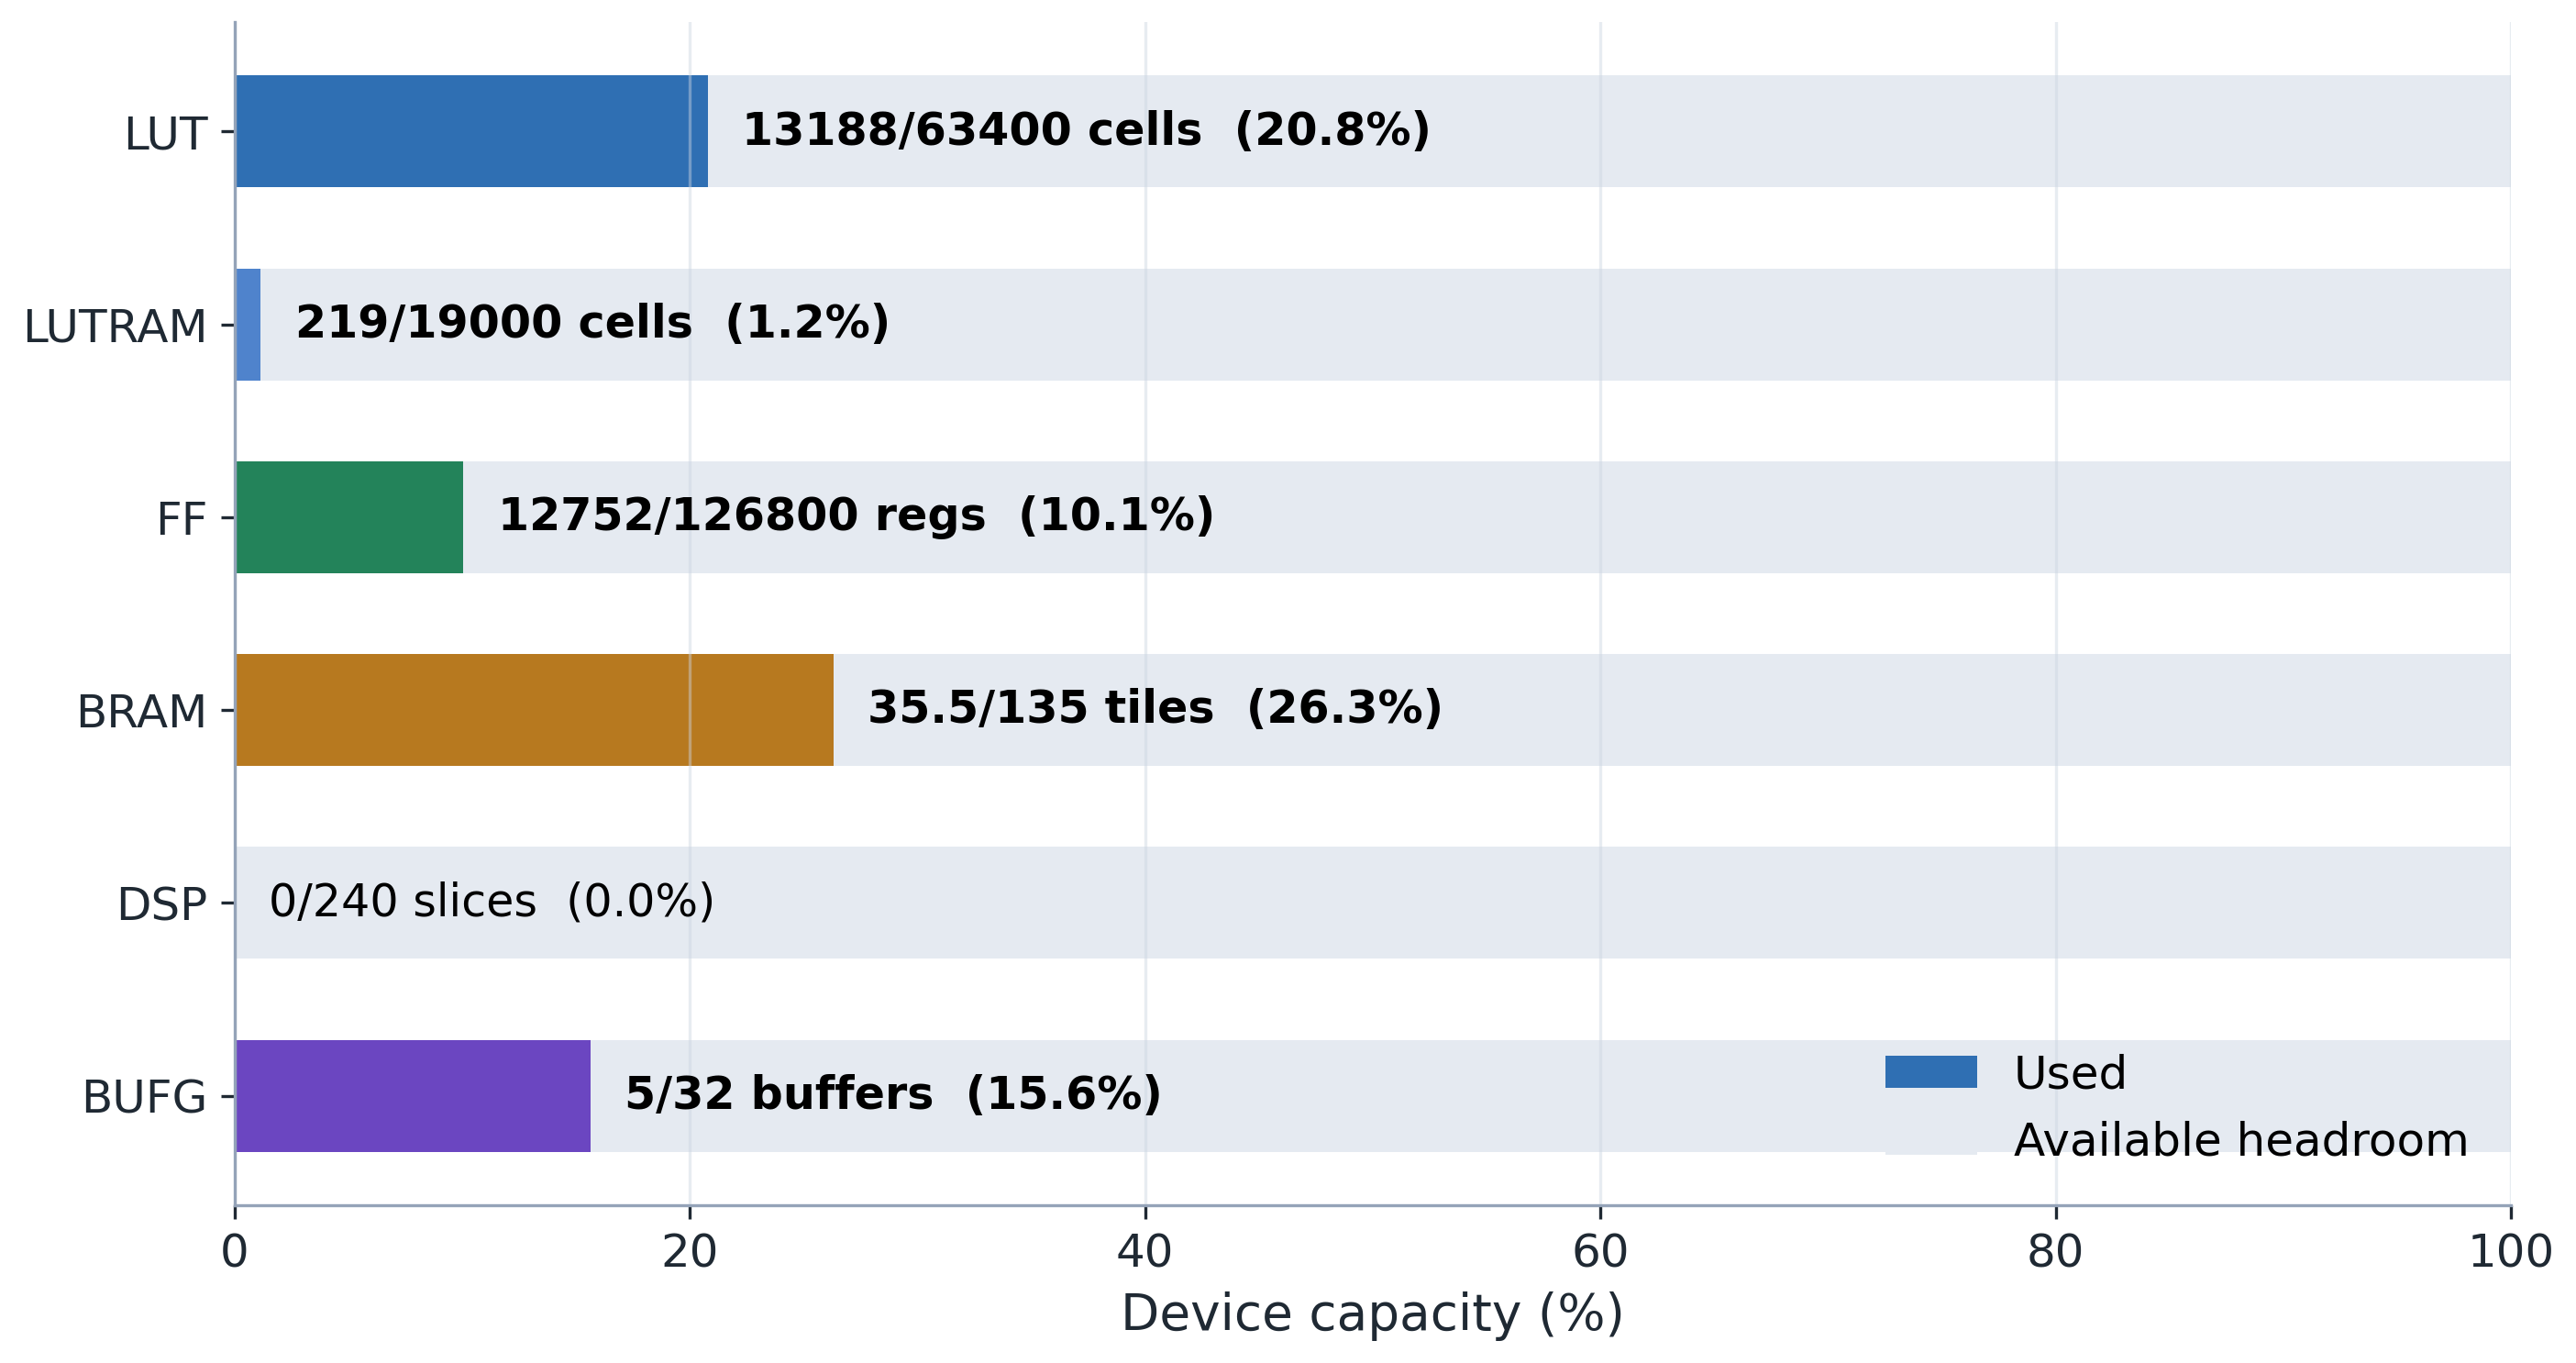 LUT
13188/63400 cells (20.8%)
LUTRAM
219/19000 cells (1.2%)
FF
12752/126800 regs (10.1%)
BRAM
35.5/135 tiles (26.3%)
DSP
0/240 slices (0.0%)
BUFG
5/32 buffers (15.6%)
Used
Available headroom
0 20 40 60 80 100
Device capacity (%)